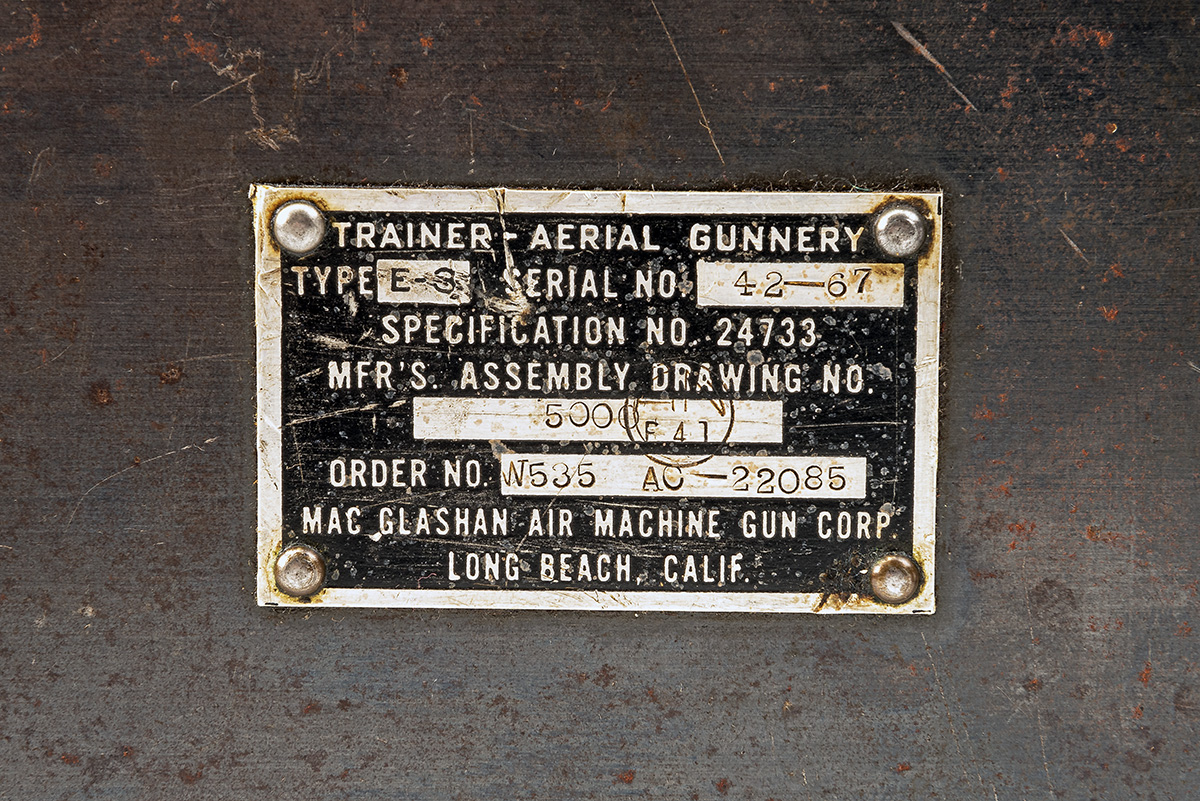 TRAINER-AERIAL GUNNERY
TYPE E-3 SERIAL NO. 42-67
SPECIFICATION NO. 24733
MFR'S. ASSEMBLY DRAWING NO.
5000
F 41
ORDER NO. W535 AC-22085
MAC GLASHAN AIR MACHINE GUN CORP.
LONG BEACH, CALIF.